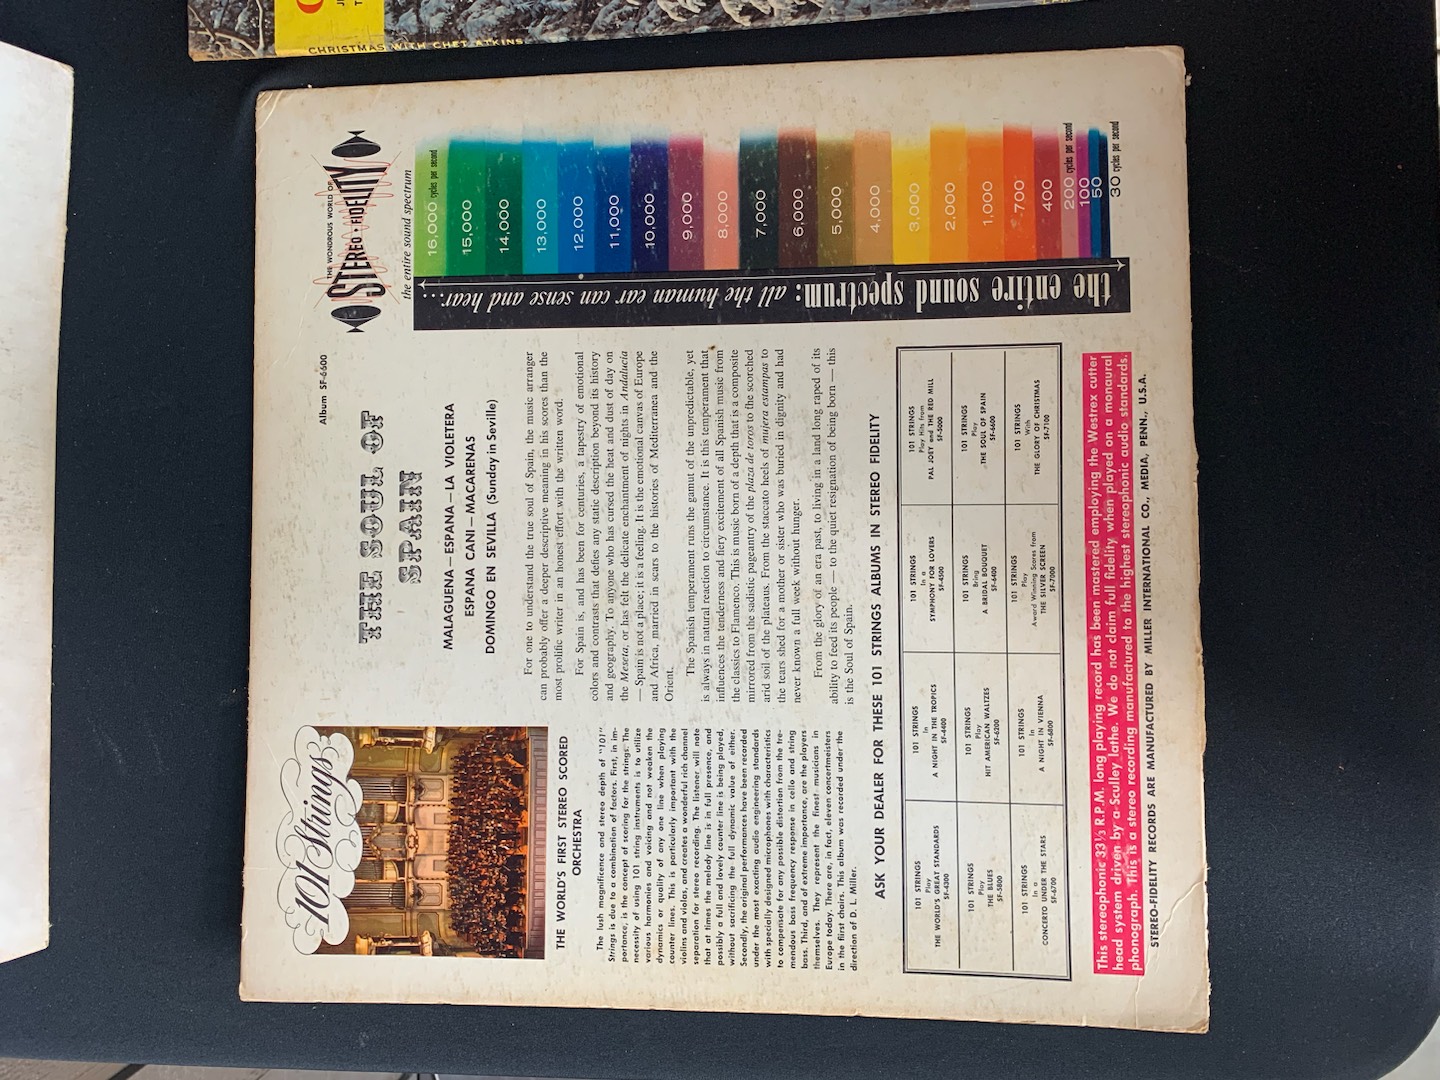 CHRISTMAS WITH CHET ATKINS
Album SF-6600
THE WONDROUS WORLD OF
STEREO • FIDELITY
the entire sound spectrum
101 Strings
THE SOUL OF
SPAIN
MALAGUENA — ESPANA — LA VIOLETERA
ESPANA CANI — MACARENAS
DOMINGO EN SEVILLA (Sunday in Seville)
THE WORLD'S FIRST STEREO SCORED
ORCHESTRA
The lush magnificence and stereo depth of "101"
Strings is due to a combination of factors. First, in im-
portance, is the concept of scoring for the strings. The
necessity of using 101 string instruments is to utilize
various harmonies and voicing and not weaken the
dynamics or quality of any one line when playing
counter lines. This is particularly important with the
violins and violas, and creates a wonderful rich channel
separation for stereo recording. The listener will note
that at times the melody line is in full presence, and
possibly a full and lovely counter line is being played,
without sacrificing the full dynamic value of either.
Secondly, the original performances have been recorded
under the most exacting audio engineering standards
with specially designed microphones with characteristics
to compensate for any possible distortion from the tre-
mendous bass frequency response in cello and string
bass. Third, and of extreme importance, are the players
themselves. They represent the finest musicians in
Europe today. There are, in fact, eleven concertmeisters
in the first chairs. This album was recorded under the
direction of D. L. Miller.
For one to understand the true soul of Spain, the music arranger
can probably offer a deeper descriptive meaning in his scores than the
most prolific writer in an honest effort with the written word.
For Spain is, and has been for centuries, a tapestry of emotional
colors and contrasts that defies any static description beyond its history
and geography. To anyone who has cursed the heat and dust of day on
the Meseta, or has felt the delicate enchantment of nights in Andalucia
— Spain is not a place; it is a feeling. It is the emotional canvas of Europe
and Africa, married in scars to the histories of Mediterranea and the
Orient.
The Spanish temperament runs the gamut of the unpredictable, yet
is always in natural reaction to circumstance. It is this temperament that
influences the tenderness and fiery excitement of all Spanish music from
the classics to Flamenco. This is music born of a depth that is a composite
mirrored from the sadistic pageantry of the plaza de toros to the scorched
arid soil of the plateaus. From the staccato heels of mujera estampas to
the tears shed for a mother or sister who was buried in dignity and had
never known a full week without hunger.
From the glory of an era past, to living in a land long raped of its
ability to feed its people — to the quiet resignation of being born — this
is the Soul of Spain.
16,000 cycles per second
15,000
14,000
13,000
12,000
11,000
10,000
9,000
8,000
7,000
6,000
5,000
4,000
3,000
2,000
1,000
700
400
200 cycles per second
100
50
30 cycles per second
the entire sound spectrum: all the human ear can sense and hear...
ASK YOUR DEALER FOR THESE 101 STRINGS ALBUMS IN STEREO FIDELITY
101 STRINGS
Play
THE WORLD'S GREAT STANDARDS
SF-4300
101 STRINGS
In
A NIGHT IN THE TROPICS
SF-4400
101 STRINGS
In a
SYMPHONY FOR LOVERS
SF-4500
101 STRINGS
Play Hits from
PAL JOEY and THE RED MILL
SF-5000
101 STRINGS
Play
THE BLUES
SF-5800
101 STRINGS
Play
HIT AMERICAN WALTZES
SF-6200
101 STRINGS
Bring
A BRIDAL BOUQUET
SF-6400
101 STRINGS
Play
THE SOUL OF SPAIN
SF-6600
101 STRINGS
In a
CONCERTO UNDER THE STARS
SF-6700
101 STRINGS
In
A NIGHT IN VIENNA
SF-6800
101 STRINGS
Play
Award Winning Scores from
THE SILVER SCREEN
SF-7000
101 STRINGS
With
THE GLORY OF CHRISTMAS
SF-7100
This stereophonic 33⅓ R.P.M. long playing record has been mastered employing the Westrex cutter
head system driven by a Sculley lathe. We do not claim full fidelity when played on a monaural
phonograph. This is a stereo recording manufactured to the highest stereophonic audio standards.
STEREO-FIDELITY RECORDS ARE MANUFACTURED BY MILLER INTERNATIONAL CO., MEDIA, PENN., U.S.A.